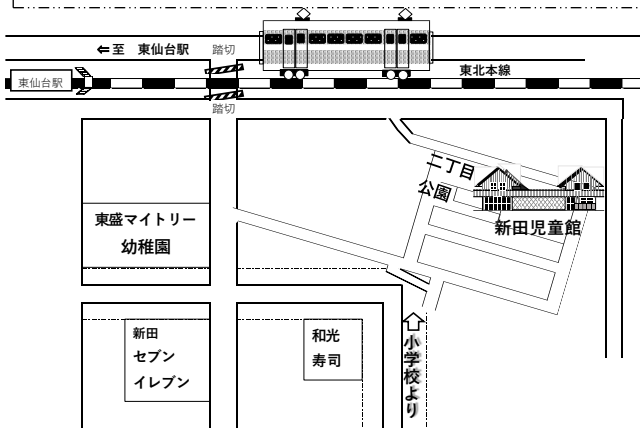 ⇐至 東仙台駅
踏切
東仙台駅
東北本線
踏切
二丁目
公園
新田児童館
東盛マイトリー
幼稚園
新田
セブン
イレブン
和光
寿司
小学校より